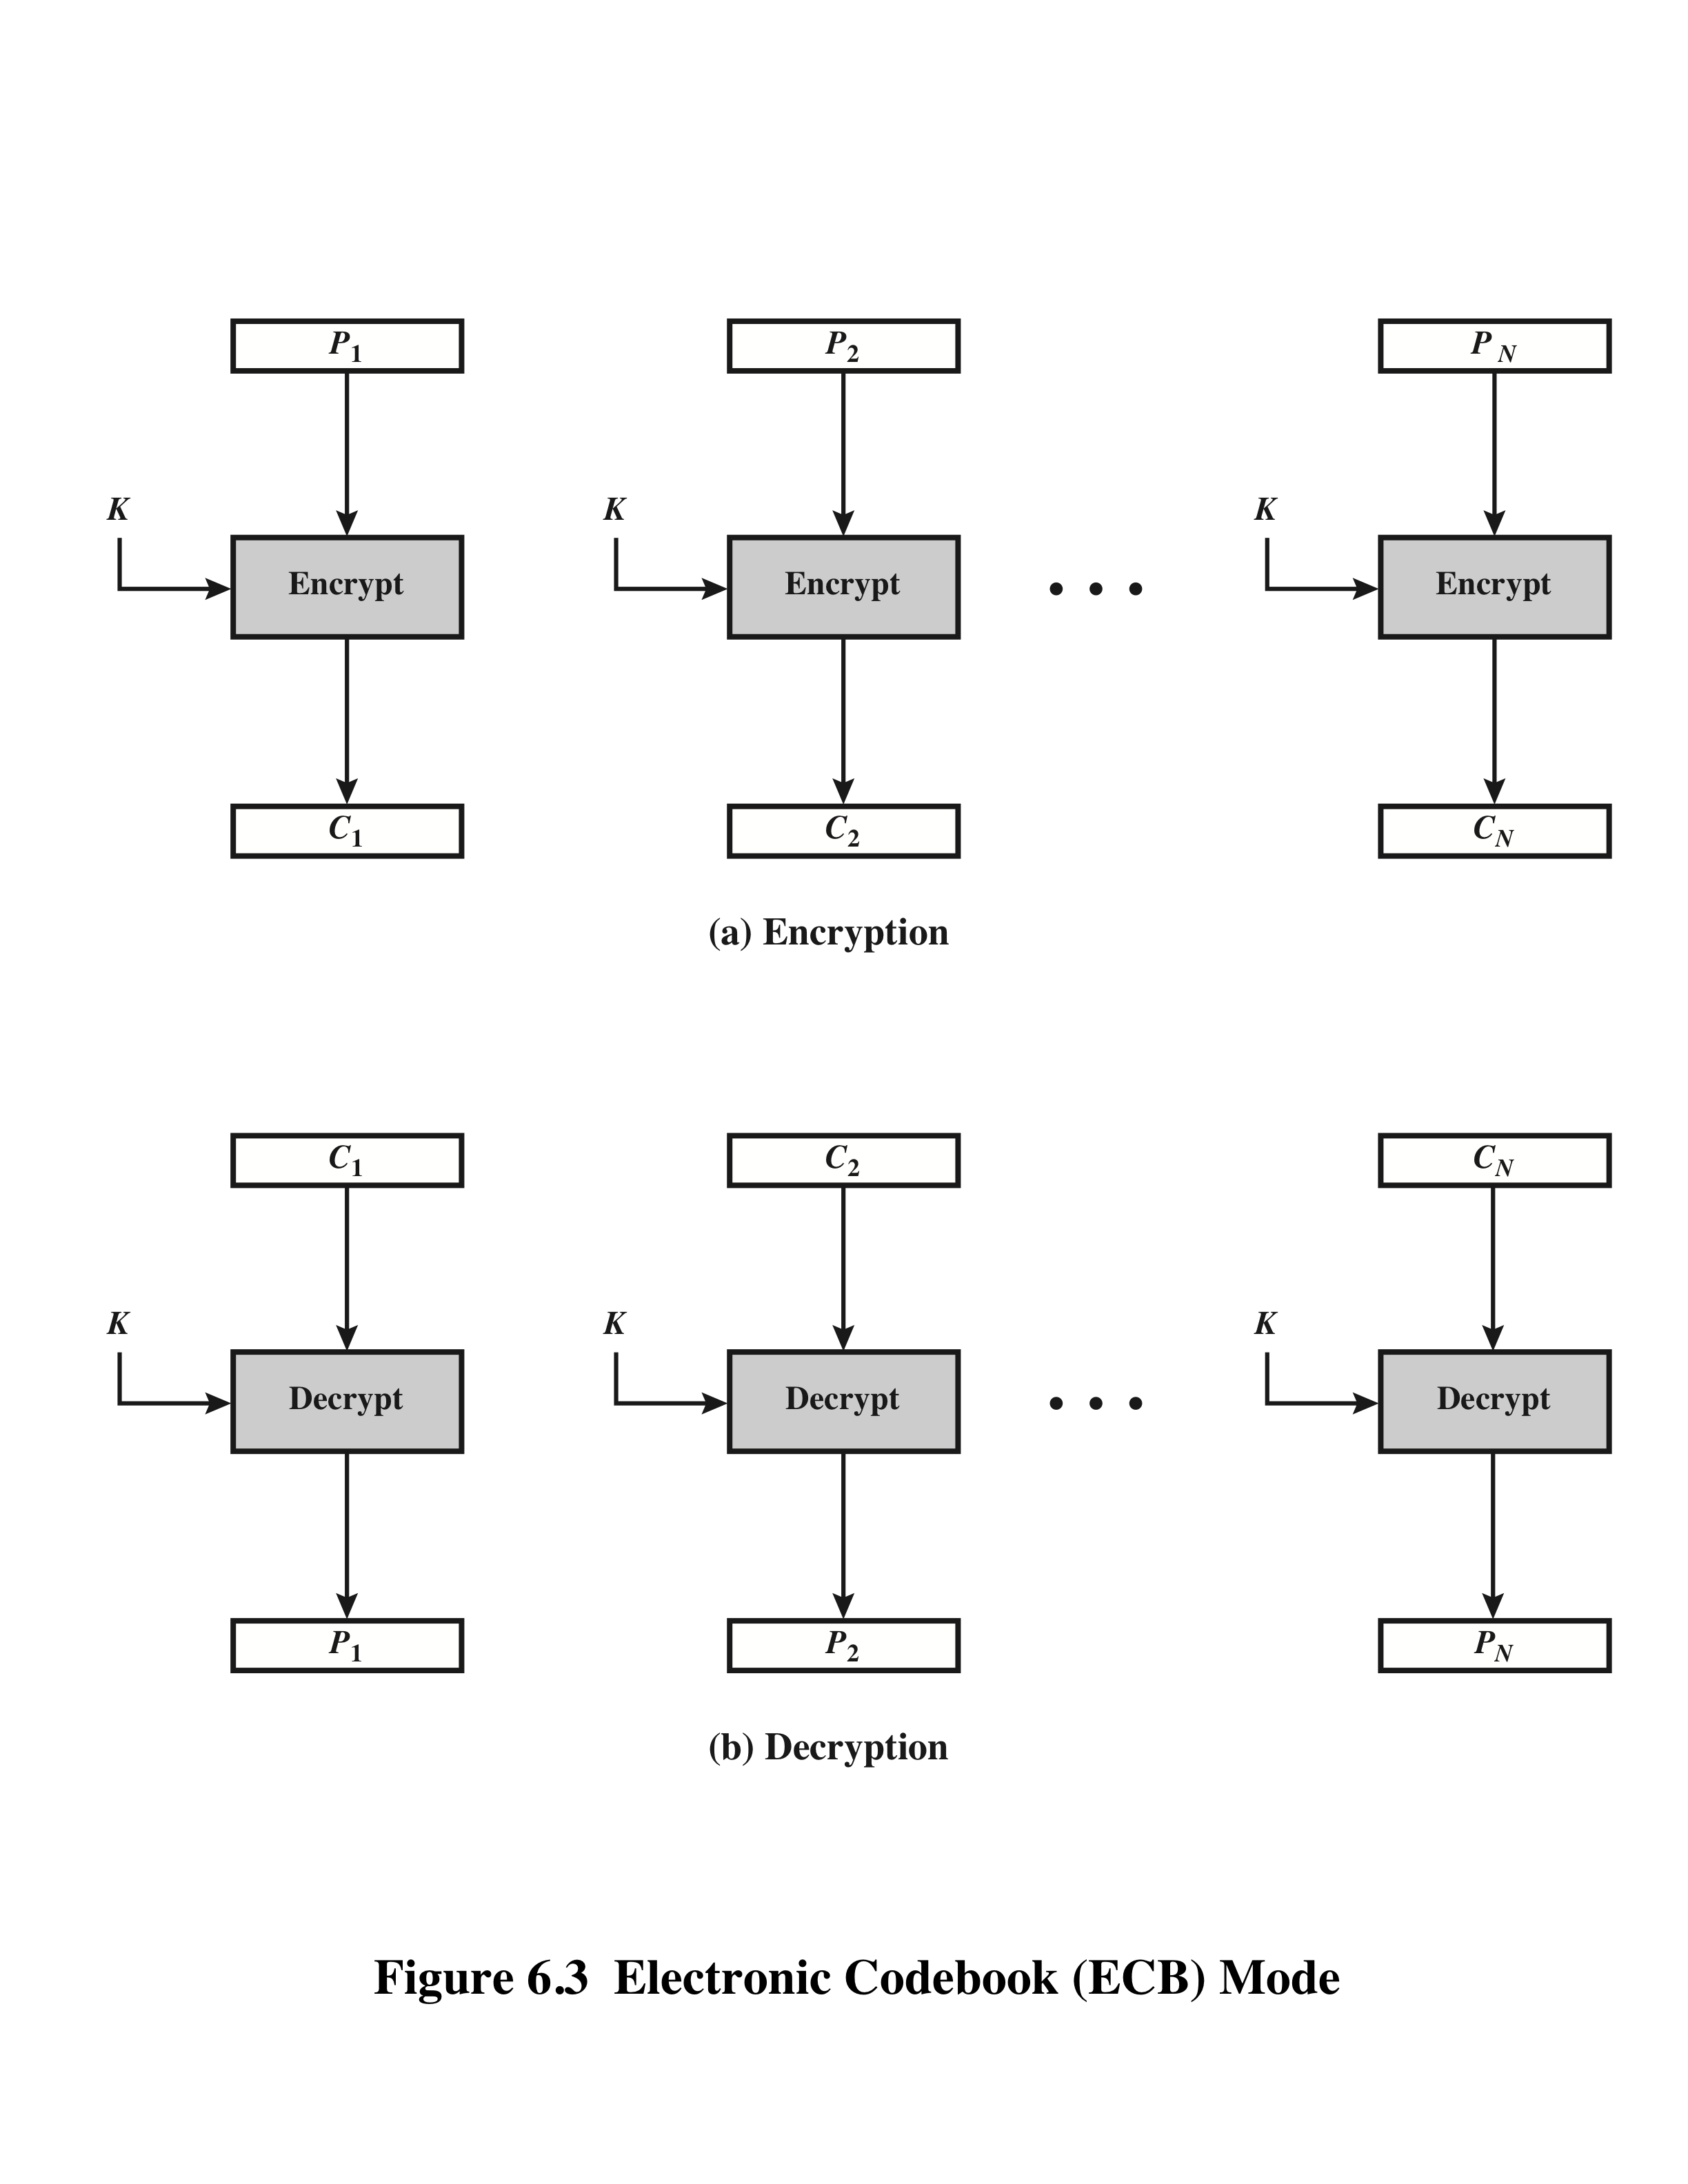 P1 P2 PN
K K K
Encrypt Encrypt • • • Encrypt
C1 C2 CN
(a) Encryption
C1 C2 CN
K K K
Decrypt Decrypt • • • Decrypt
P1 P2 PN
(b) Decryption
Figure 6.3 Electronic Codebook (ECB) Mode